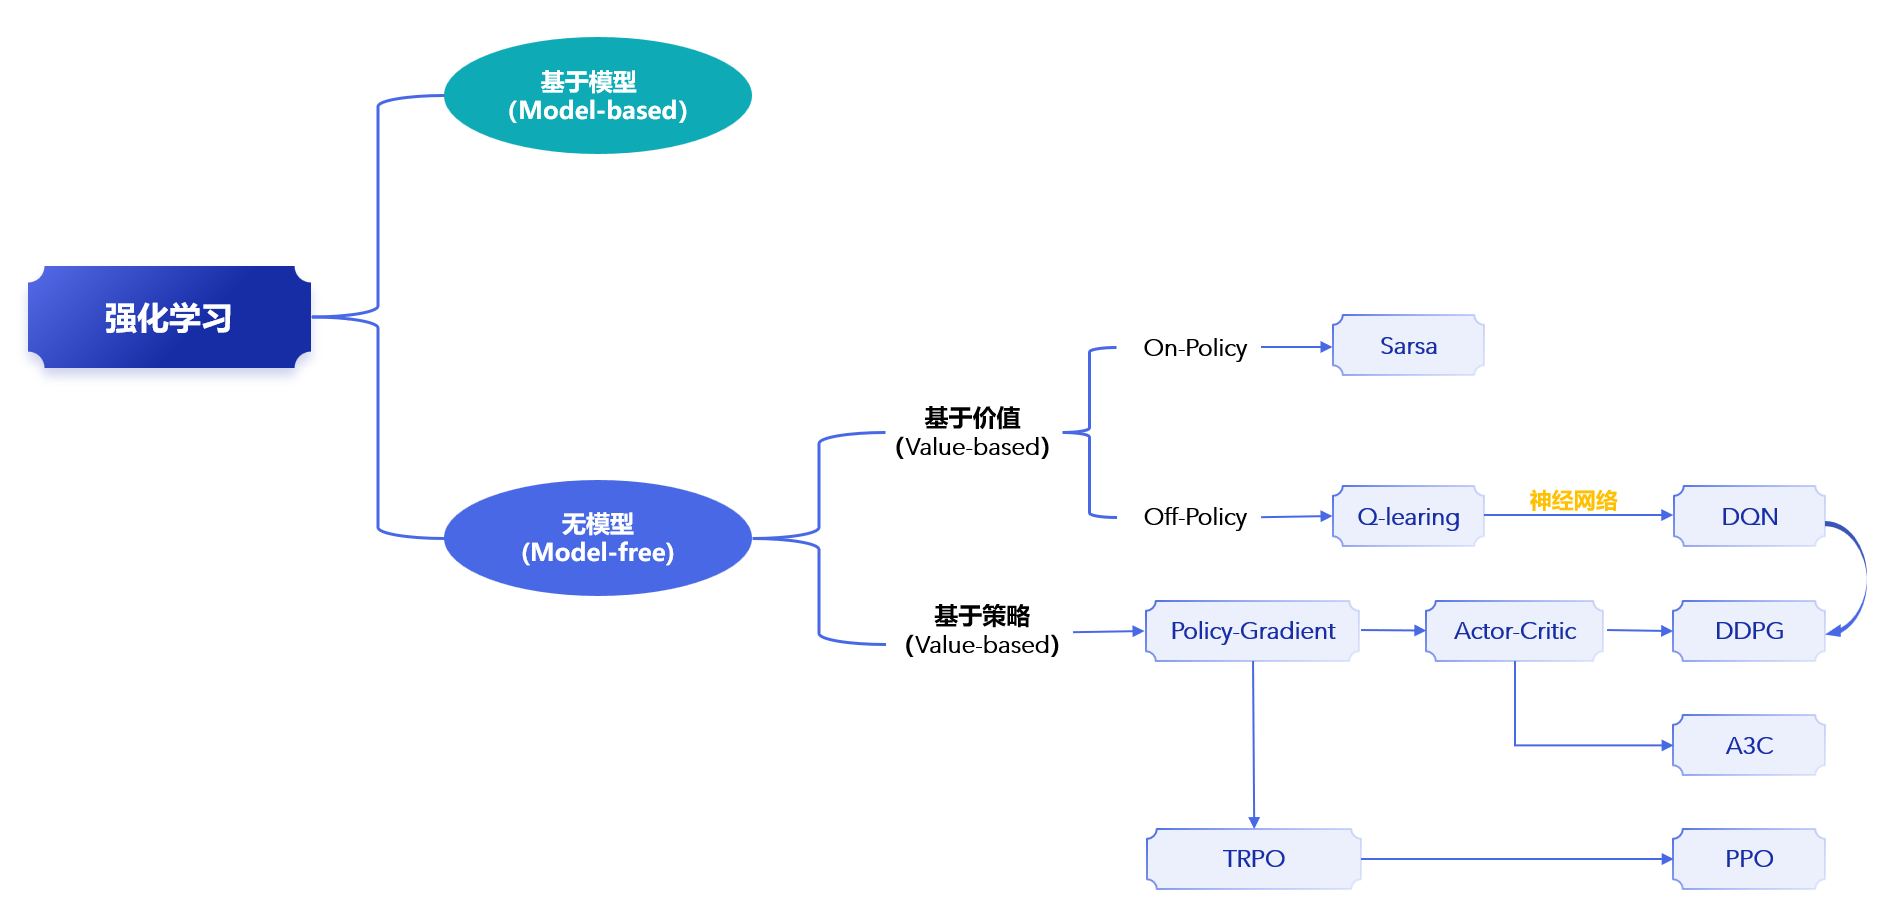 基于模型
（Model-based）
强化学习
On-Policy
Sarsa
基于价值
（Value-based）
无模型
(Model-free)
Off-Policy
Q-learing
神经网络
DQN
基于策略
（Value-based）
Policy-Gradient
Actor-Critic
DDPG
A3C
TRPO
PPO